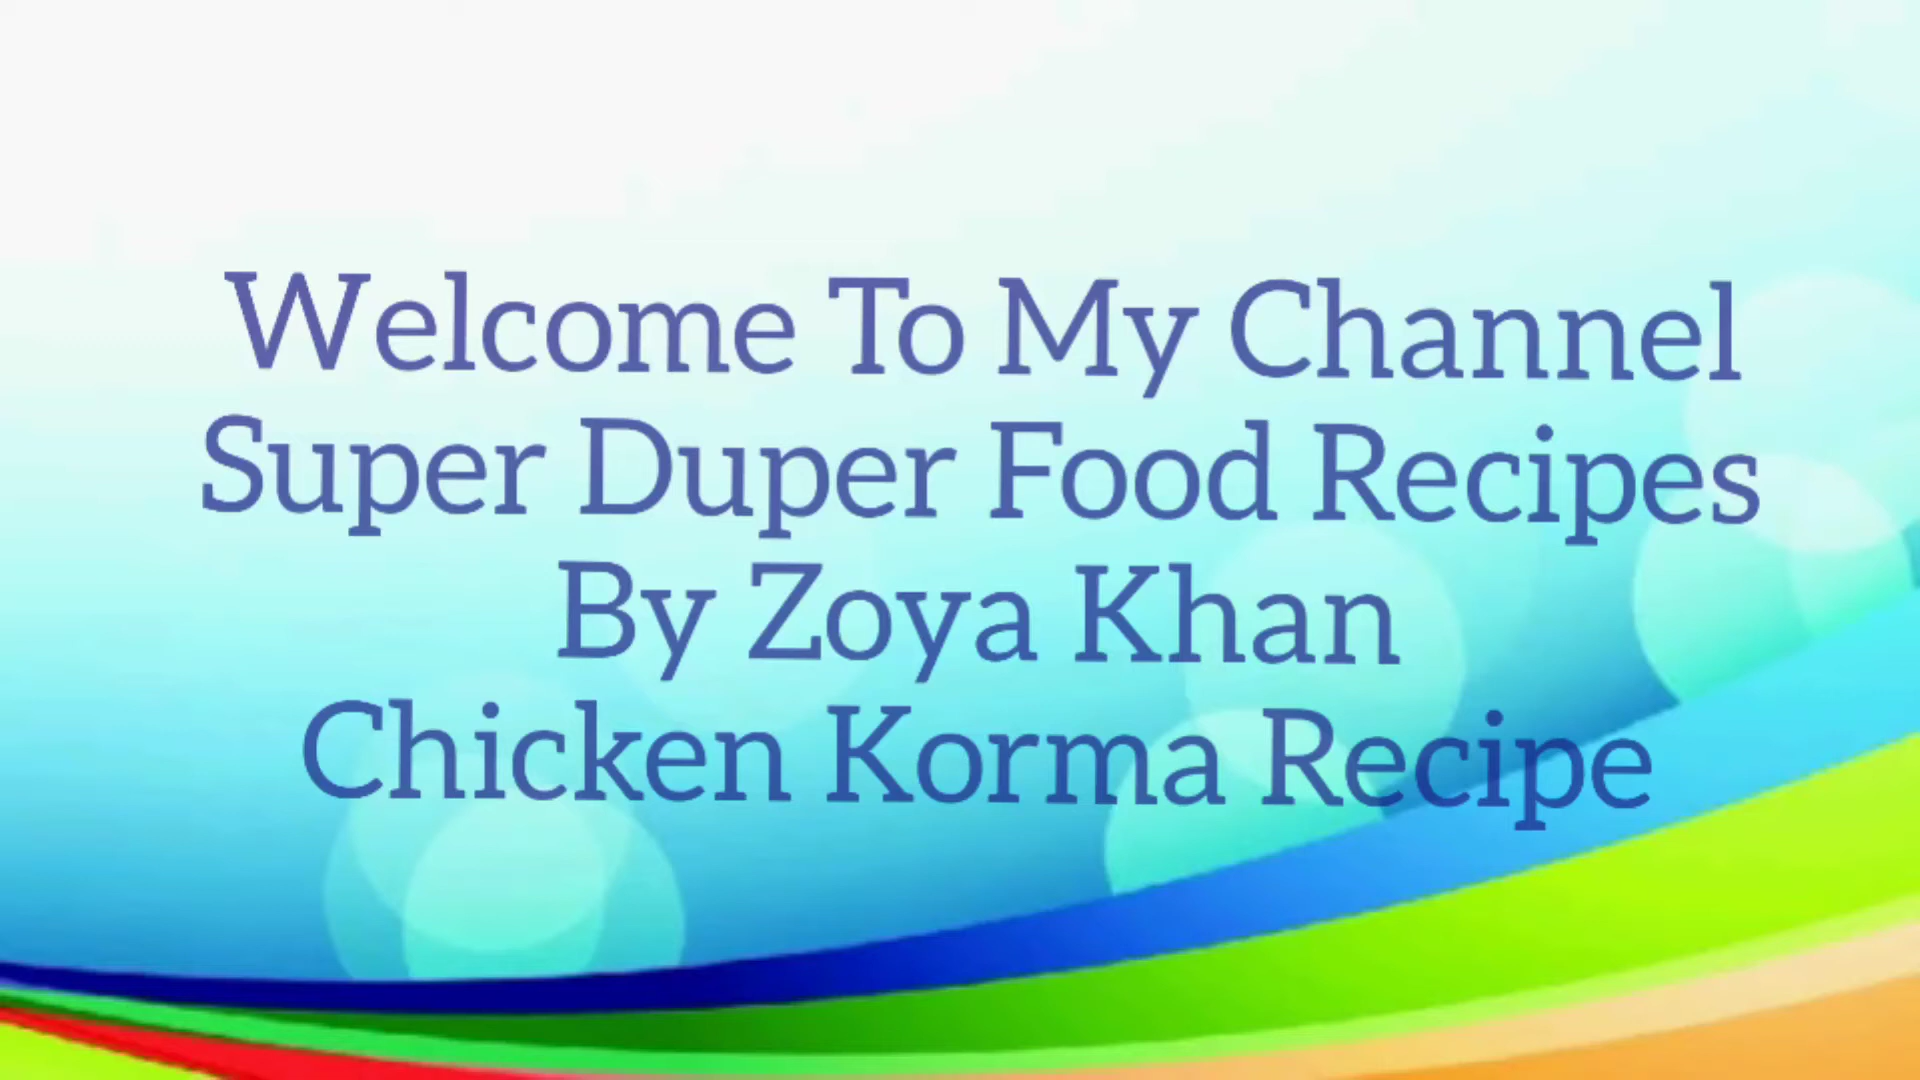 Welcome To My Channel
Super Duper Food Recipes
By Zoya Khan
Chicken Korma Recipe